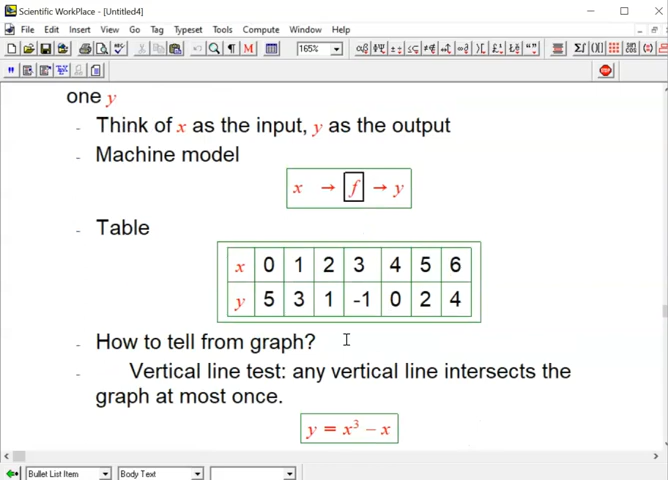 Scientific WorkPlace - [Untitled4]
File Edit Insert View Go Tag Typeset Tools Compute Window Help
165%
one y
- Think of x as the input, y as the output
- Machine model
x → f → y
- Table
x 0 1 2 3 4 5 6
y 5 3 1 -1 0 2 4
- How to tell from graph?
- Vertical line test: any vertical line intersects the
graph at most once.
y = x³ − x
Bullet List Item Body Text